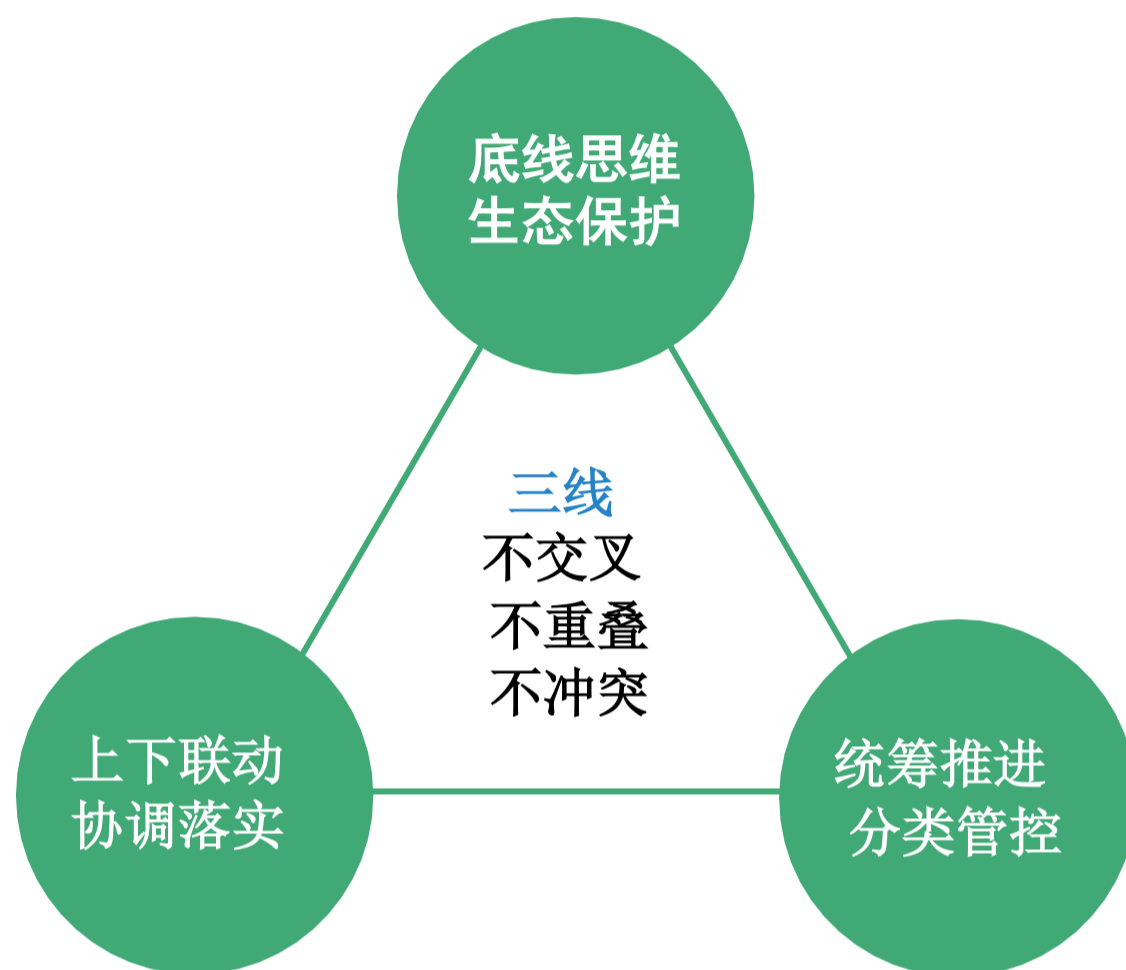 底线思维
生态保护
三线
不交叉
不重叠
不冲突
上下联动
协调落实
统筹推进
分类管控